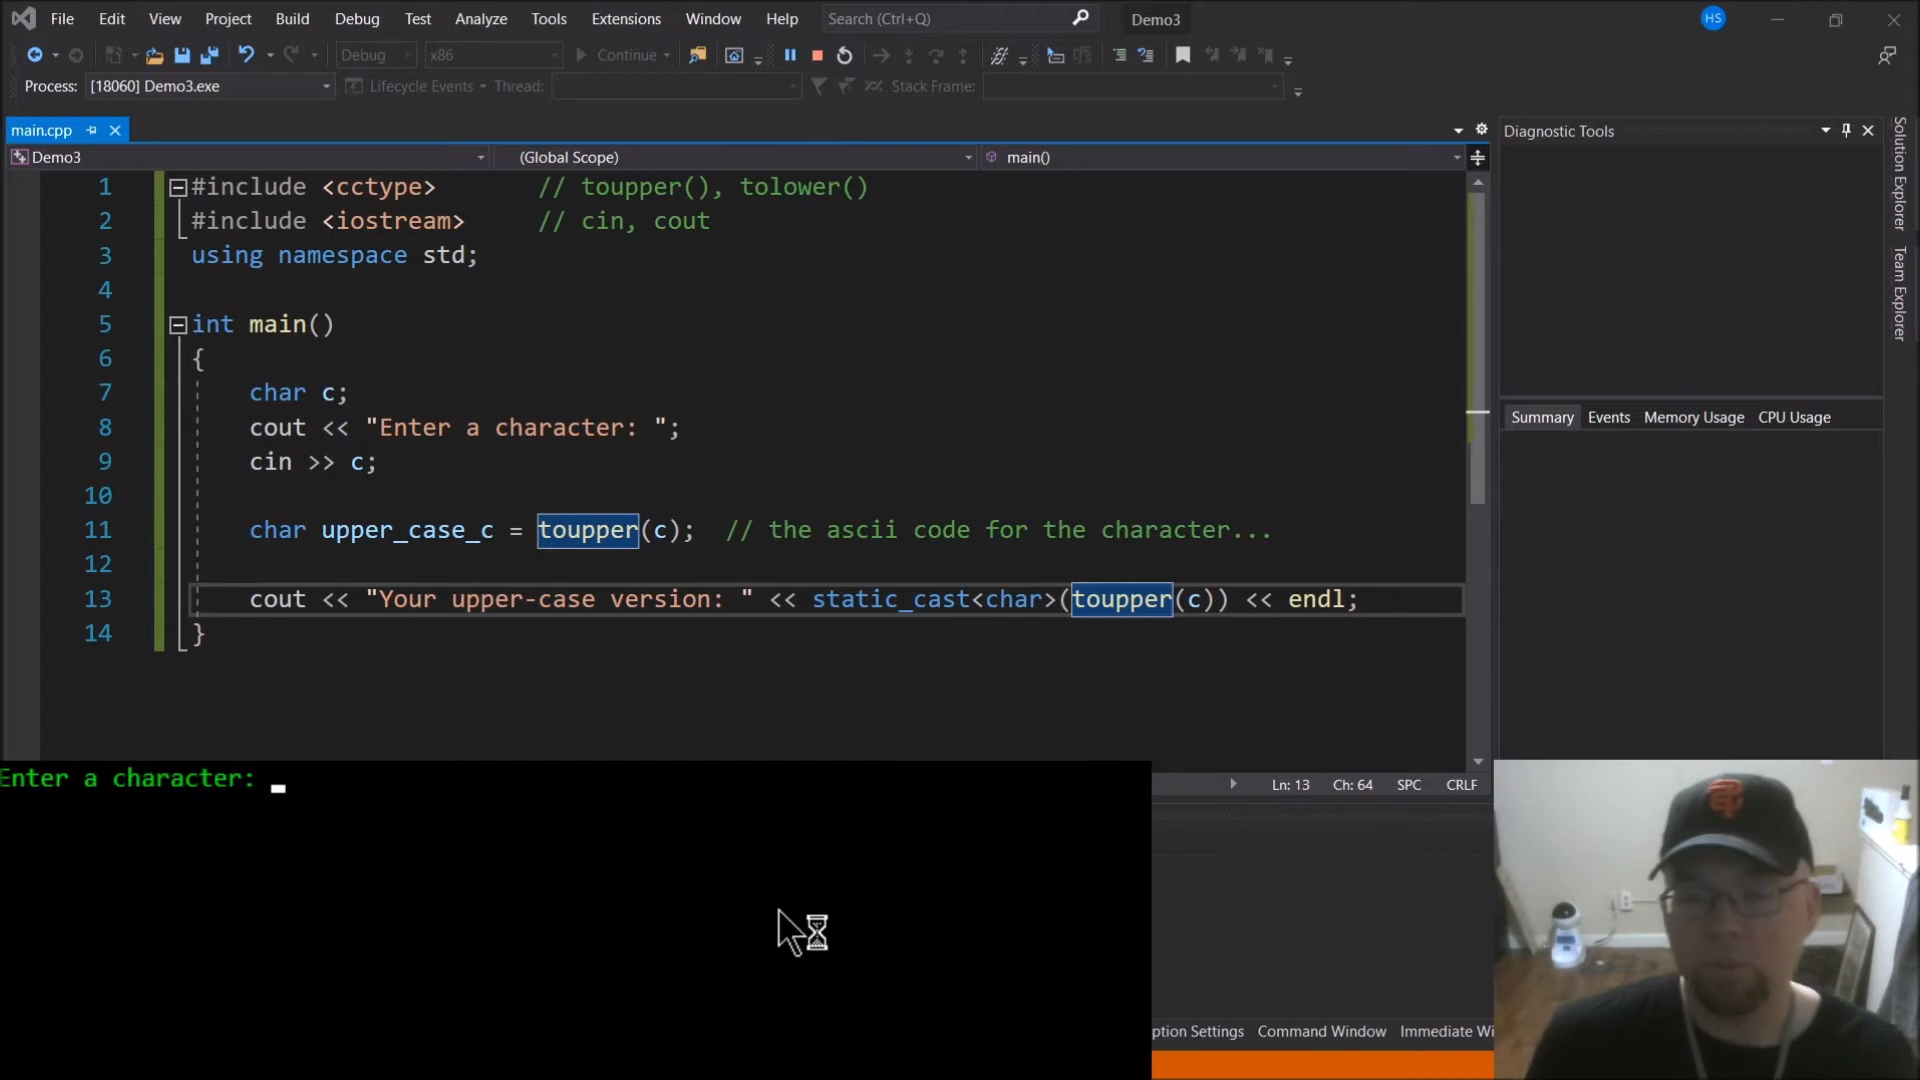 File Edit View Project Build Debug Test Analyze Tools Extensions Window Help Search (Ctrl+Q) Demo3 HS
Debug x86 Continue
Process: [18060] Demo3.exe Lifecycle Events Thread: Stack Frame:
main.cpp
Demo3 (Global Scope) main()
1 #include <cctype> // toupper(), tolower()
2 #include <iostream> // cin, cout
3 using namespace std;
4
5 int main()
6 {
7 char c;
8 cout << "Enter a character: ";
9 cin >> c;
10
11 char upper_case_c = toupper(c); // the ascii code for the character...
12
13 cout << "Your upper-case version: " << static_cast<char>(toupper(c)) << endl;
14 }
Diagnostic Tools
Summary Events Memory Usage CPU Usage
Solution Explorer
Team Explorer
Ln: 13 Ch: 64 SPC CRLF
Enter a character:
ption Settings Command Window Immediate Wi